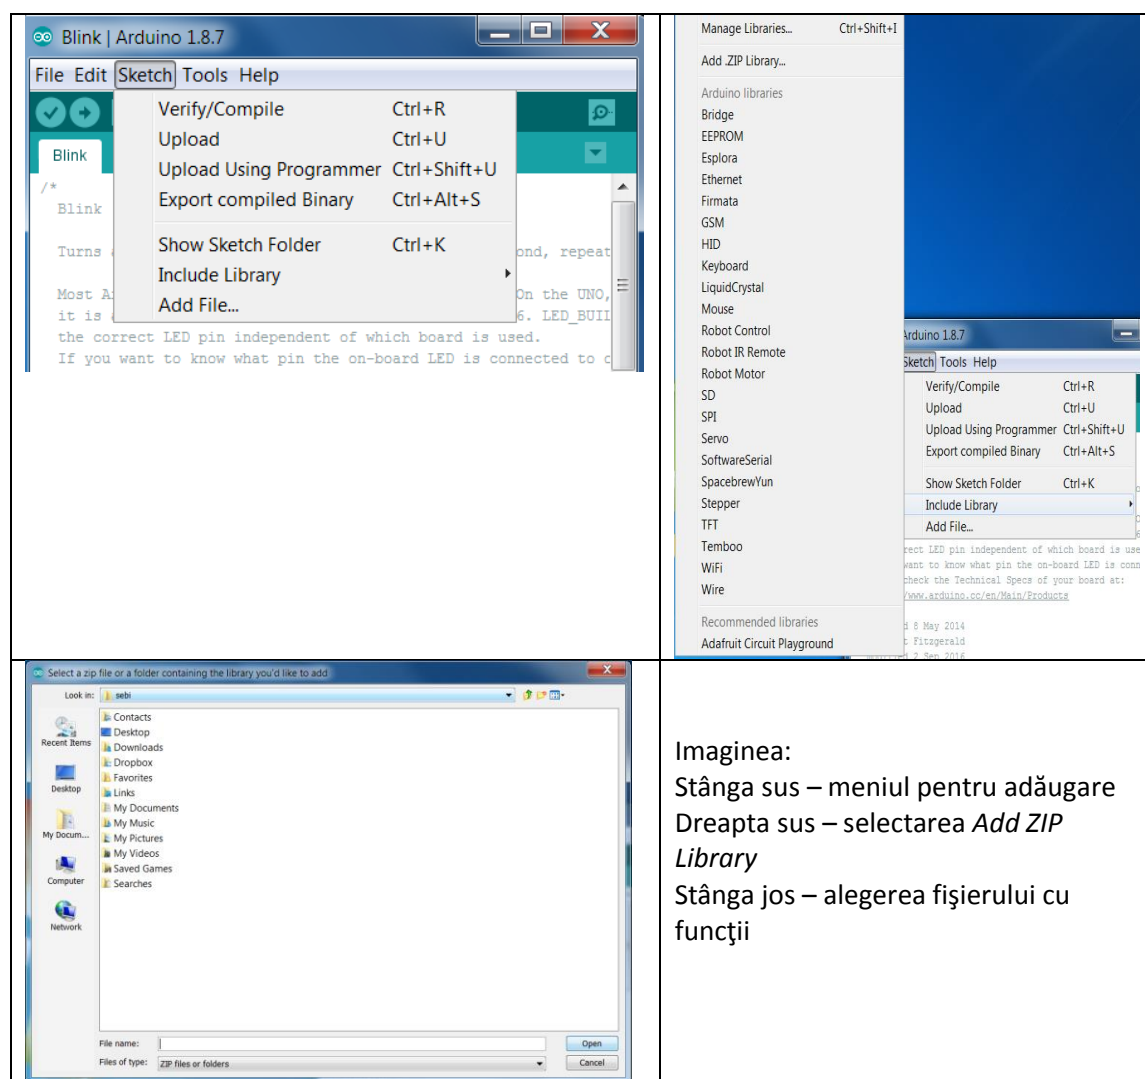 Blink | Arduino 1.8.7
File Edit Sketch Tools Help
Verify/Compile Ctrl+R
Upload Ctrl+U
Upload Using Programmer Ctrl+Shift+U
Export compiled Binary Ctrl+Alt+S
Show Sketch Folder Ctrl+K
Include Library
Add File...
Blink
/*
Blink
Turns ond, repeat
Most A On the UNO,
it is 6. LED_BUII
the correct LED pin independent of which board is used.
If you want to know what pin the on-board LED is connected to
Manage Libraries... Ctrl+Shift+I
Add .ZIP Library...
Arduino libraries
Bridge
EEPROM
Esplora
Ethernet
Firmata
GSM
HID
Keyboard
LiquidCrystal
Mouse
Robot Control
Robot IR Remote
Robot Motor
SD
SPI
Servo
SoftwareSerial
SpacebrewYun
Stepper
TFT
Temboo
WiFi
Wire
Recommended libraries
Adafruit Circuit Playground
Arduino 1.8.7
Sketch Tools Help
Verify/Compile Ctrl+R
Upload Ctrl+U
Upload Using Programmer Ctrl+Shift+U
Export compiled Binary Ctrl+Alt+S
Show Sketch Folder Ctrl+K
Include Library
Add File...
rect LED pin independent of which board is use
want to know what pin the on-board LED is conn
check the Technical Specs of your board at:
/www.arduino.cc/en/Main/Products
d 8 May 2014
t Fitzgerald
d 2 Sep 2016
Select a zip file or a folder containing the library you'd like to add
Look in: sebi
Recent Items
Desktop
My Docum...
Computer
Network
Contacts
Desktop
Downloads
Dropbox
Favorites
Links
My Documents
My Music
My Pictures
My Videos
Saved Games
Searches
File name: Open
Files of type: ZIP files or folders Cancel
Imaginea:
Stânga sus – meniul pentru adăugare
Dreapta sus – selectarea Add ZIP
Library
Stânga jos – alegerea fişierului cu
funcţii